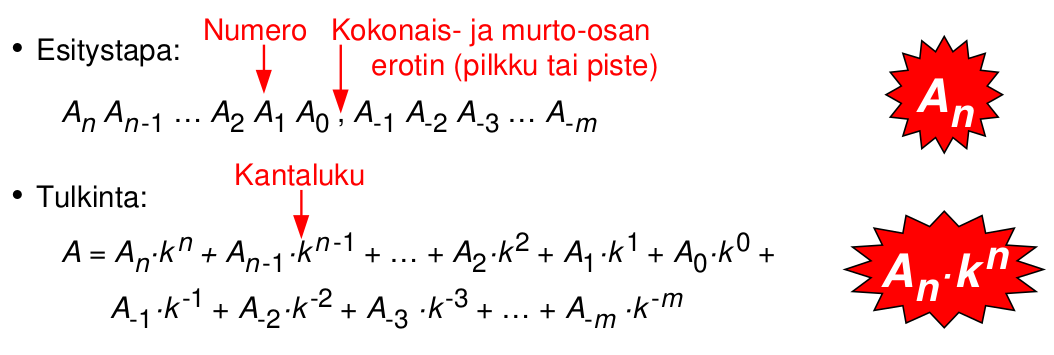 Numero Kokonais- ja murto-osan
• Esitystapa: erotin (pilkku tai piste)
Aₙ Aₙ₋₁ ... A₂ A₁ A₀ , A₋₁ A₋₂ A₋₃ ... A₋ₘ
Aₙ
Kantaluku
• Tulkinta:
A = Aₙ·kⁿ + Aₙ₋₁·kⁿ⁻¹ + ... + A₂·k² + A₁·k¹ + A₀·k⁰ +
A₋₁·k⁻¹ + A₋₂·k⁻² + A₋₃ ·k⁻³ + ... + A₋ₘ ·k⁻ᵐ
Aₙ·kⁿ